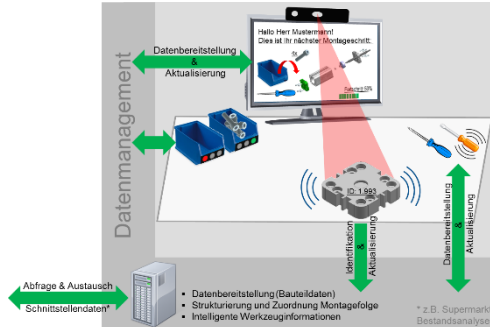 Hallo Herr Mustermann!
Dies ist Ihr nächster Montageschritt:
Datenbereitstellung
&
Aktualisierung
Datenmanagement
ID: 1.993
Identifikation
&
Aktualisierung
Datenbereitstellung
&
Aktualisierung
Abfrage & Austausch
Schnittstellendaten*
▪ Datenbereitstellung (Bauteildaten)
▪ Strukturierung und Zuordnung Montagefolge
▪ Intelligente Werkzeuginformationen
* z.B. Supermarkt
Bestandsanalyse